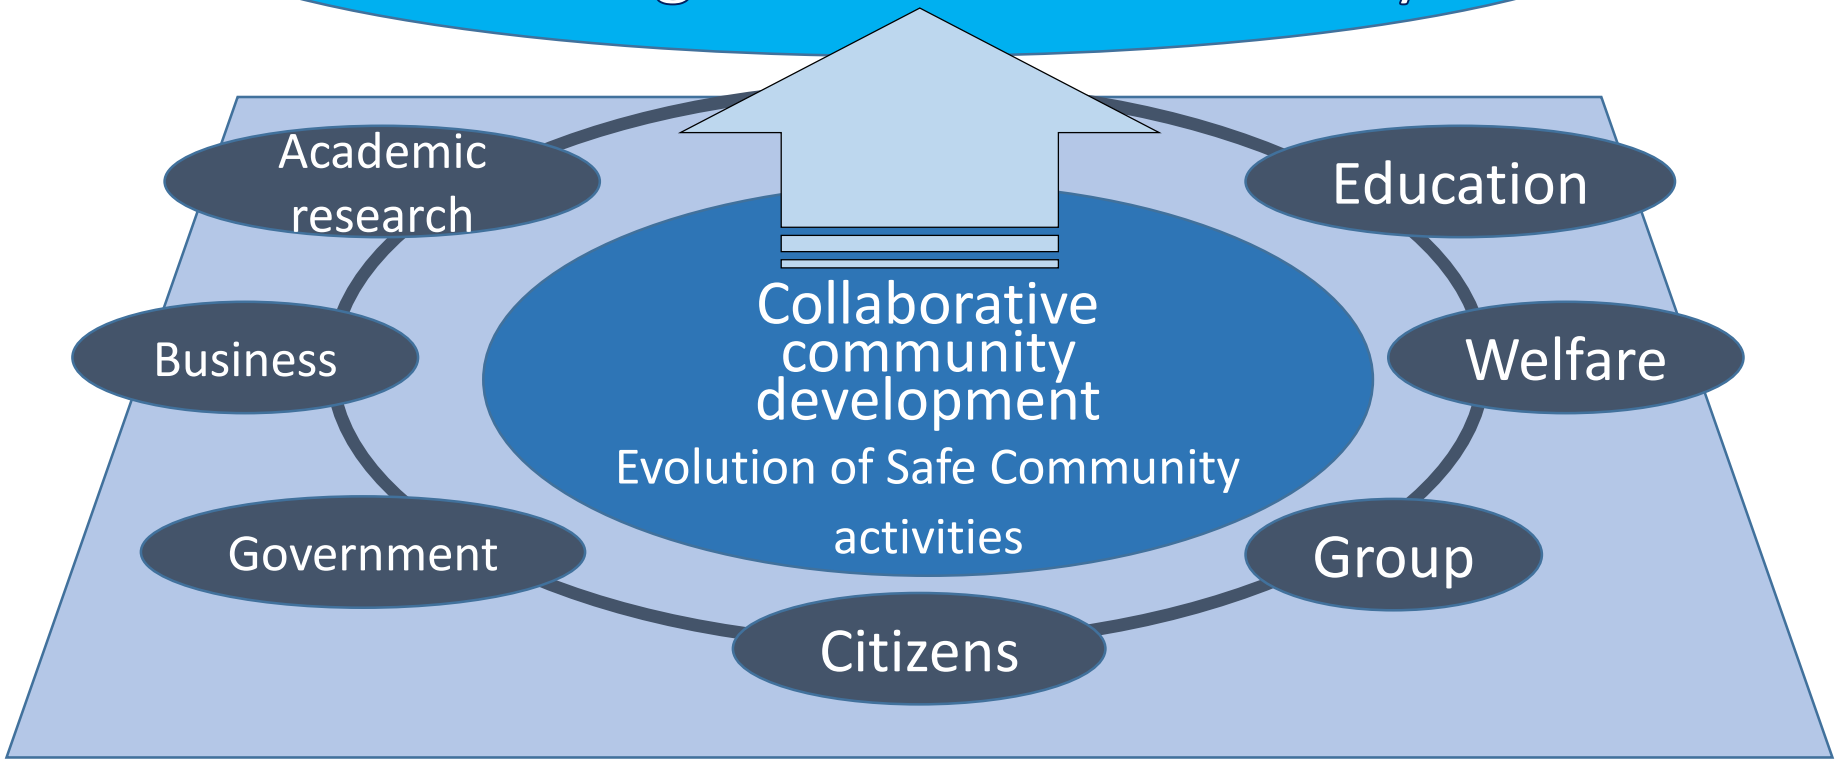 Academic
research
Education
Business
Collaborative
community
development
Welfare
Evolution of Safe Community
activities
Government
Group
Citizens